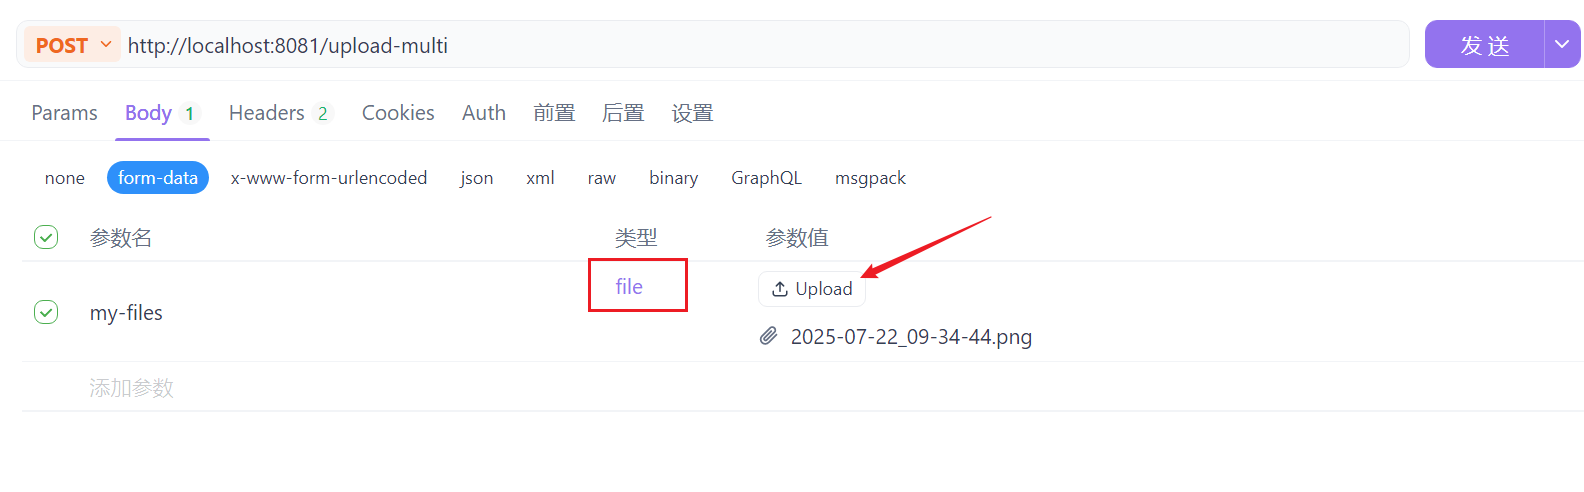 POST http://localhost:8081/upload-multi 发 送
Params Body 1 Headers 2 Cookies Auth 前置 后置 设置
none form-data x-www-form-urlencoded json xml raw binary GraphQL msgpack
参数名 类型 参数值
file Upload
my-files
2025-07-22_09-34-44.png
添加参数